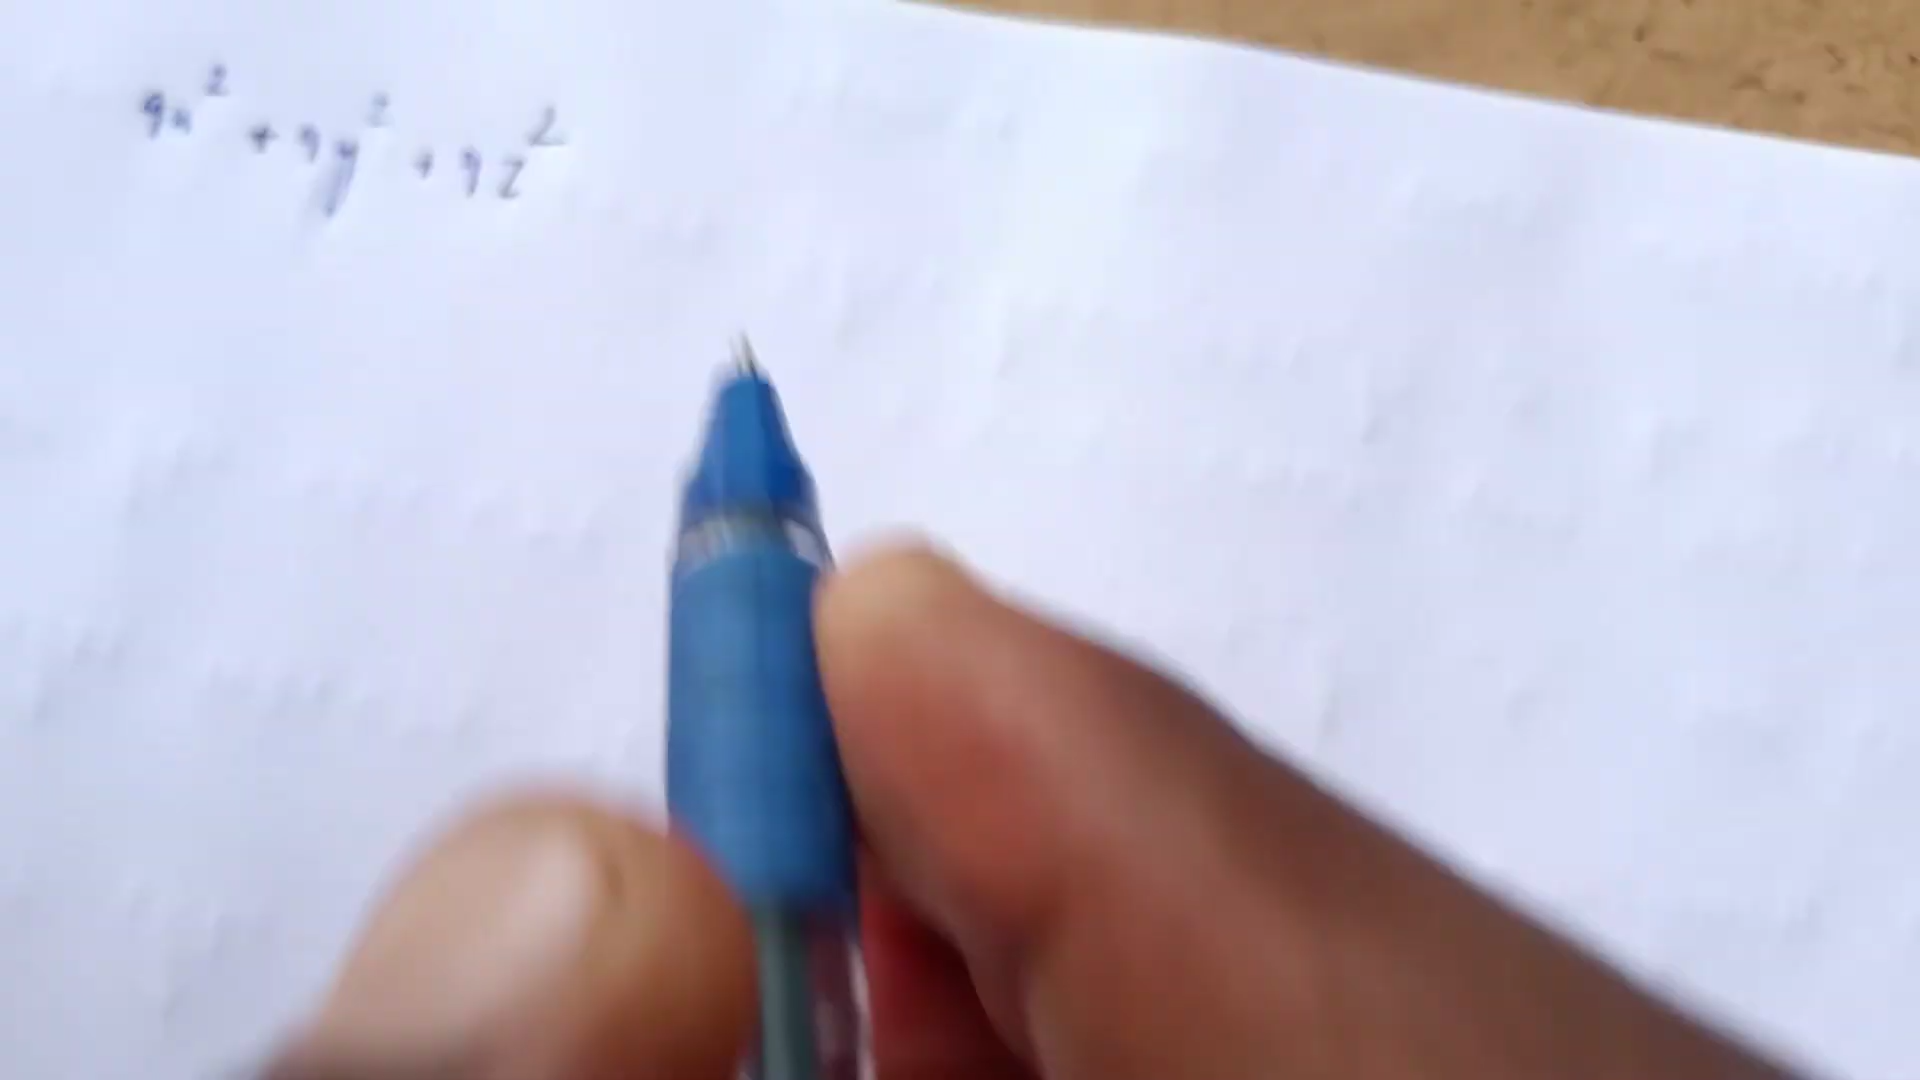 9x² + 9y² + 9z²